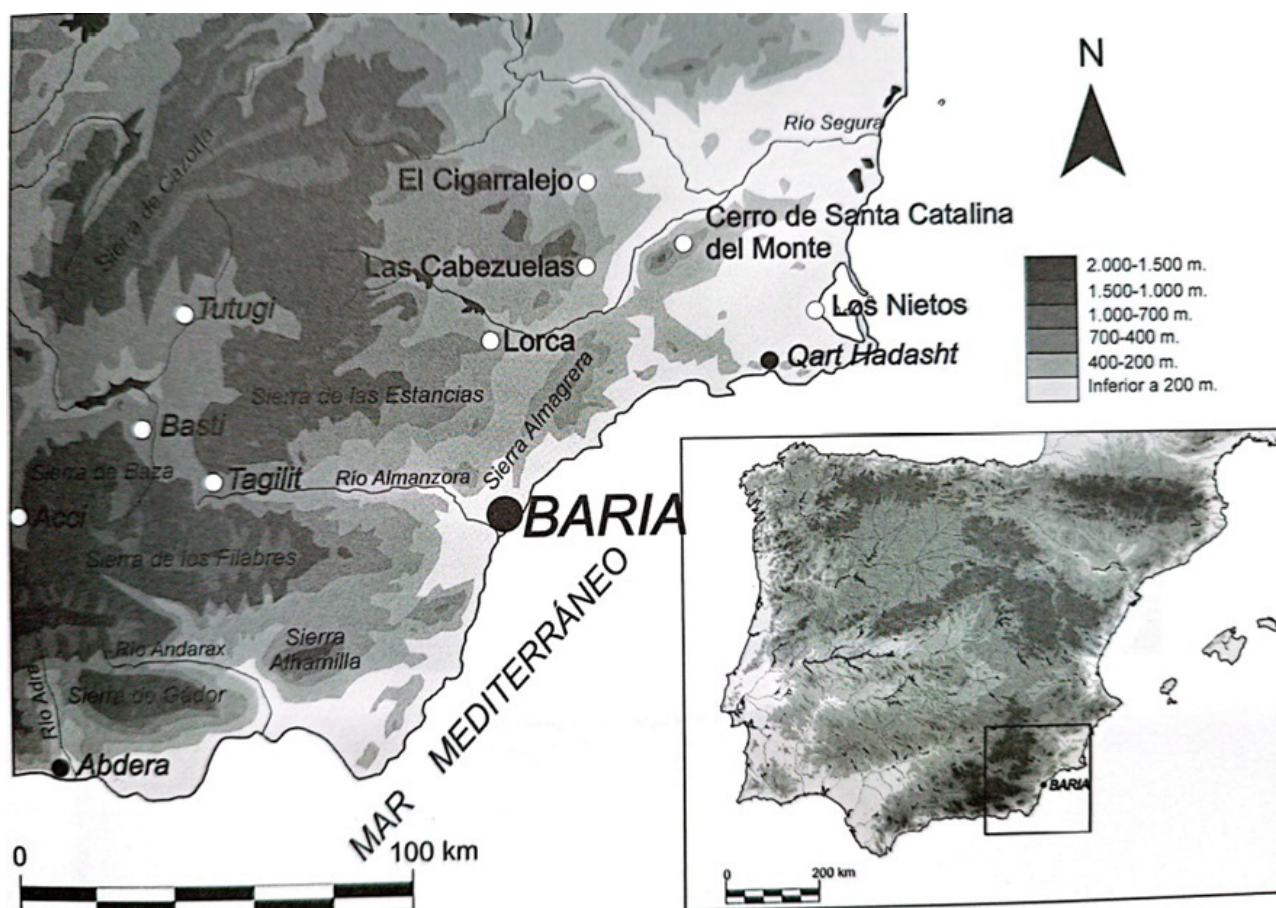 N
Río Segura
Sierra de Cazorla
El Cigarralejo
Cerro de Santa Catalina
del Monte
Las Cabezuelas
Tutugi
Los Nietos
Lorca
Qart Hadasht
Sierra de las Estancias
Sierra Almagrera
Basti
Sierra de Baza
Tagilit
Río Almanzora
Acci
BARIA
Sierra de los Filabres
MAR MEDITERRÁNEO
Sierra
Alhamilla
Río Andarax
Río Adra
Sierra de Gádor
Abdera
0 100 km
2.000-1.500 m.
1.500-1.000 m.
1.000-700 m.
700-400 m.
400-200 m.
Inferior a 200 m.
BARIA
0 200 km